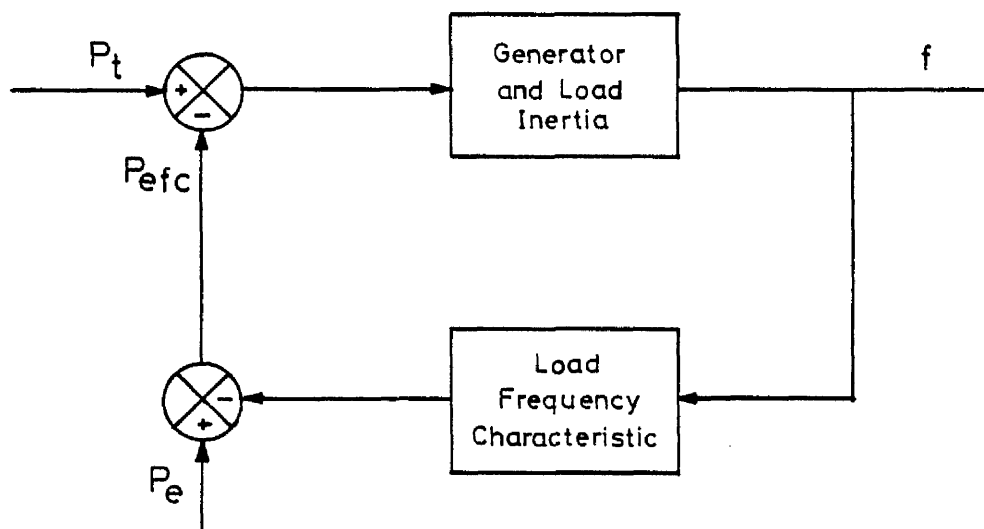 P_t
+
-
P_efc
Generator
and Load
Inertia
f
Load
Frequency
Characteristic
-
+
P_e